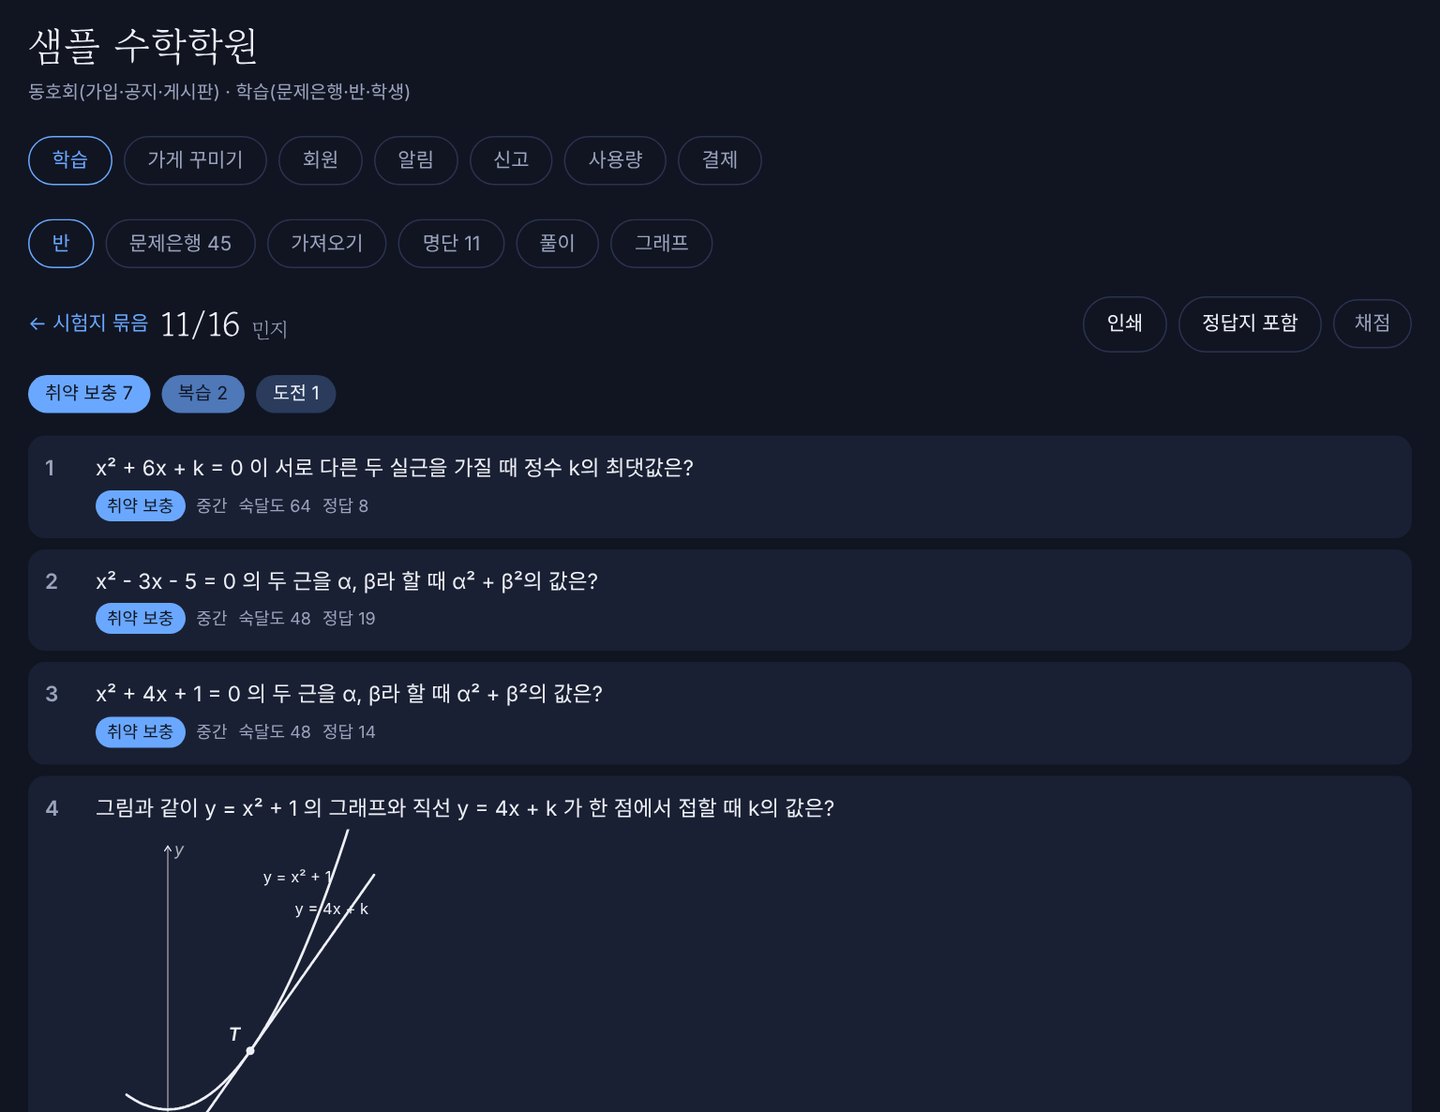 샘플 수학학원
동호회(가입·공지·게시판) · 학습(문제은행·반·학생)
학습 가게 꾸미기 회원 알림 신고 사용량 결제
반 문제은행 45 가져오기 명단 11 풀이 그래프
← 시험지 묶음 11/16 민지 인쇄 정답지 포함 채점
취약 보충 7 복습 2 도전 1
1 x² + 6x + k = 0 이 서로 다른 두 실근을 가질 때 정수 k의 최댓값은?
취약 보충 중간 숙달도 64 정답 8
2 x² - 3x - 5 = 0 의 두 근을 α, β라 할 때 α² + β²의 값은?
취약 보충 중간 숙달도 48 정답 19
3 x² + 4x + 1 = 0 의 두 근을 α, β라 할 때 α² + β²의 값은?
취약 보충 중간 숙달도 48 정답 14
4 그림과 같이 y = x² + 1 의 그래프와 직선 y = 4x + k 가 한 점에서 접할 때 k의 값은?
y
y = x² + 1
y = 4x + k
T